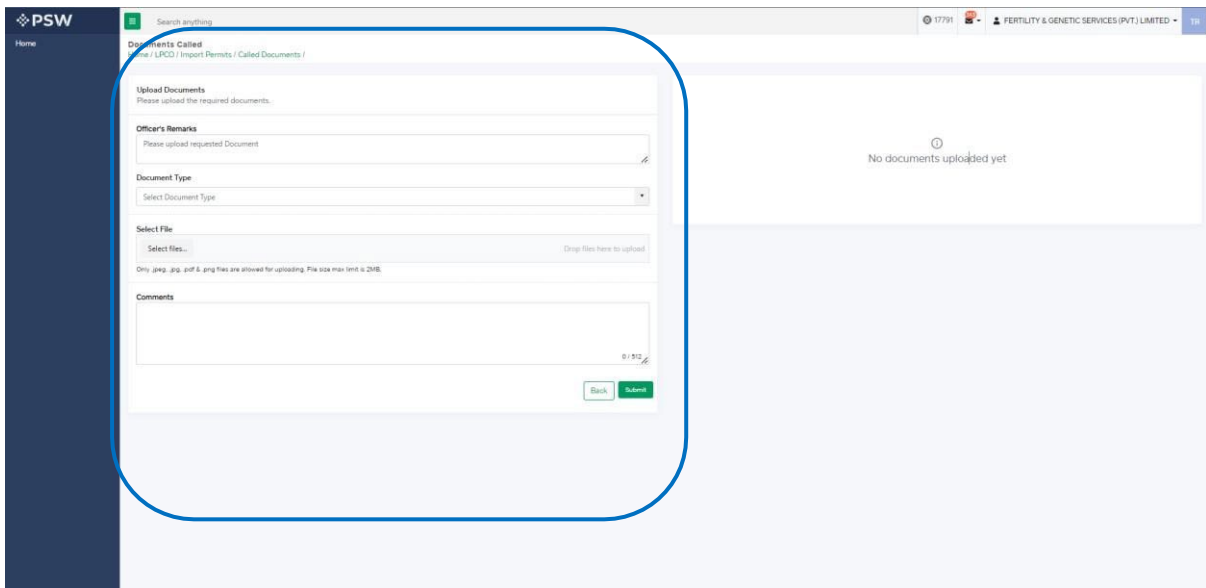 PSW
Search anything
17791
FERTILITY & GENETIC SERVICES (PVT.) LIMITED
TR
Home
Documents Called
Home / LPCO / Import Permits / Called Documents /
Upload Documents
Please upload the required documents.
Officer's Remarks
Please upload requested Document
Document Type
Select Document Type
Select File
Select files...
Drop files here to upload
Only .jpeg, .jpg, .pdf & .png files are allowed for uploading. File size max limit is 2MB.
Comments
0 / 512
Back
Submit
No documents uploaded yet